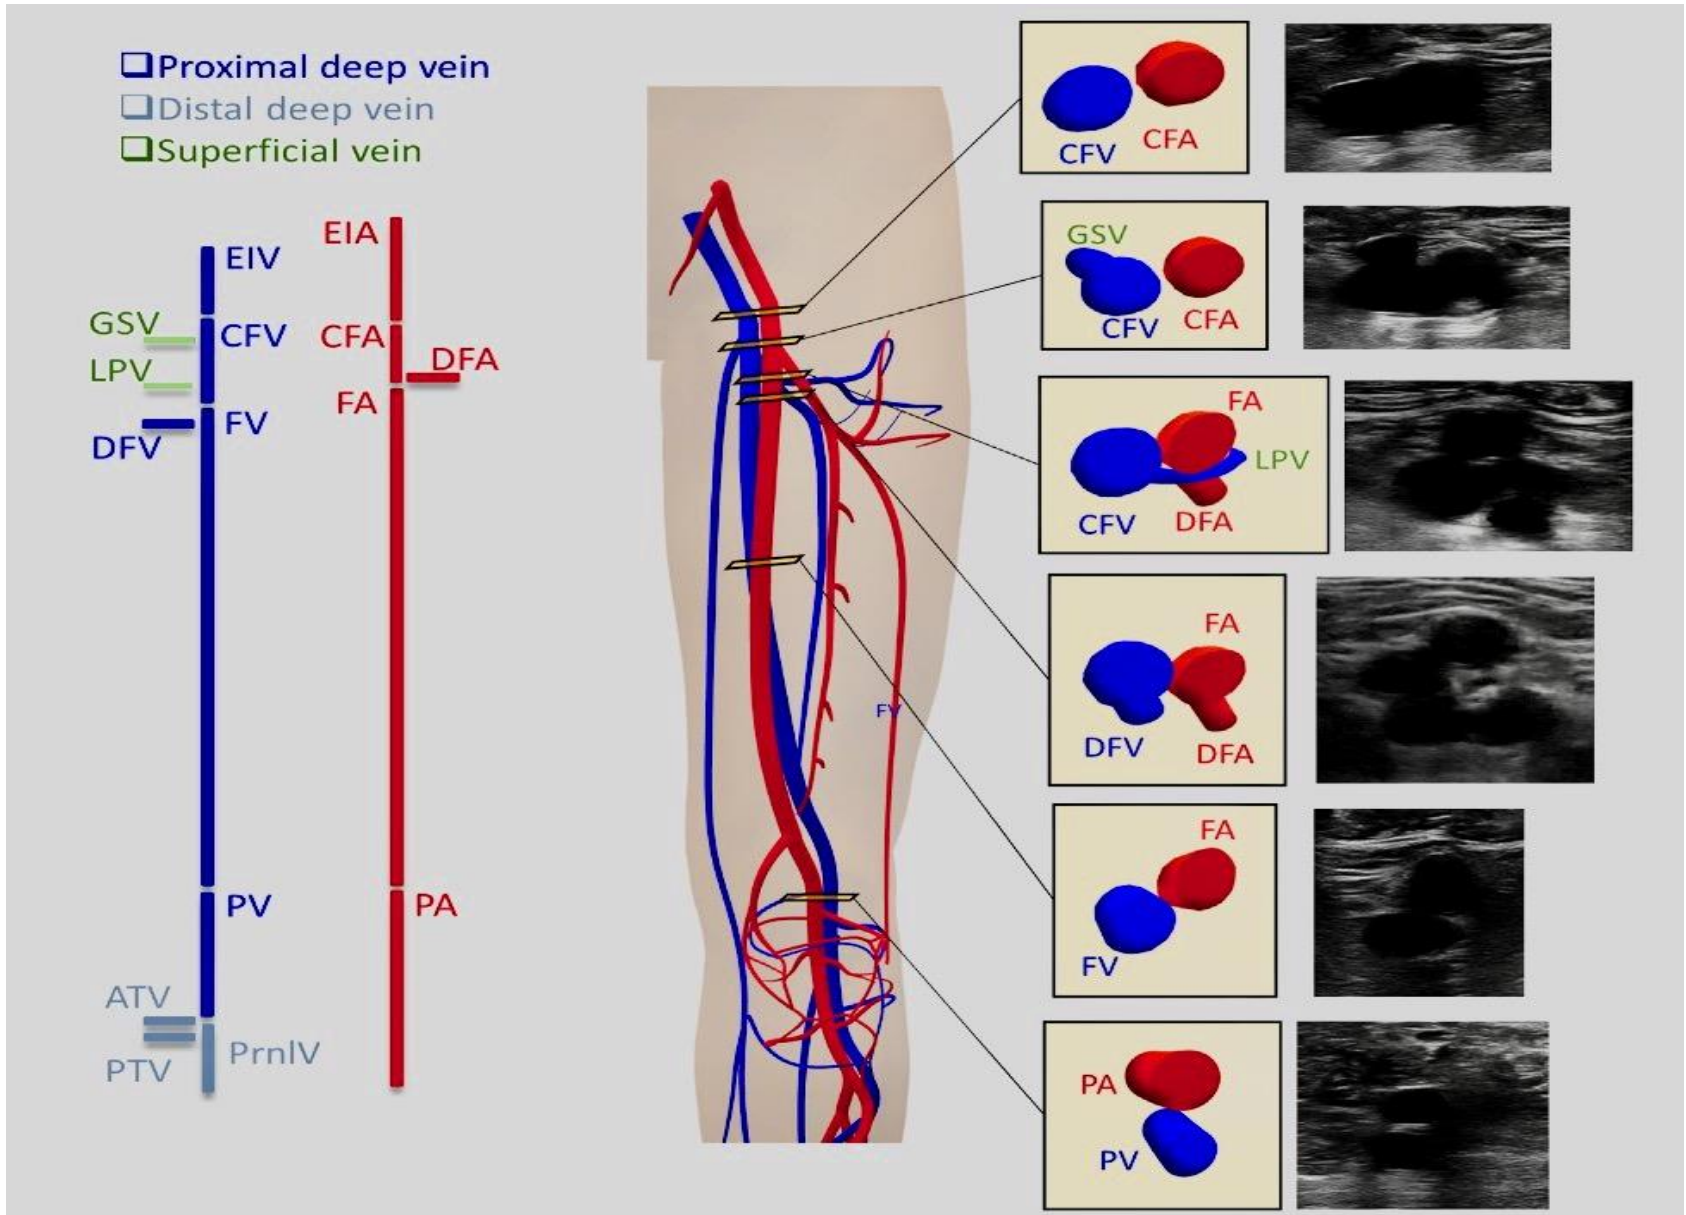 Proximal deep vein
Distal deep vein
Superficial vein
EIV
GSV
CFV
LPV
FV
DFV
PV
ATV
PTV
PrnlV
EIA
CFA
DFA
FA
PA
FV
CFV
CFA
GSV
CFV
CFA
FA
LPV
CFV
DFA
FA
DFV
DFA
FA
FV
PA
PV